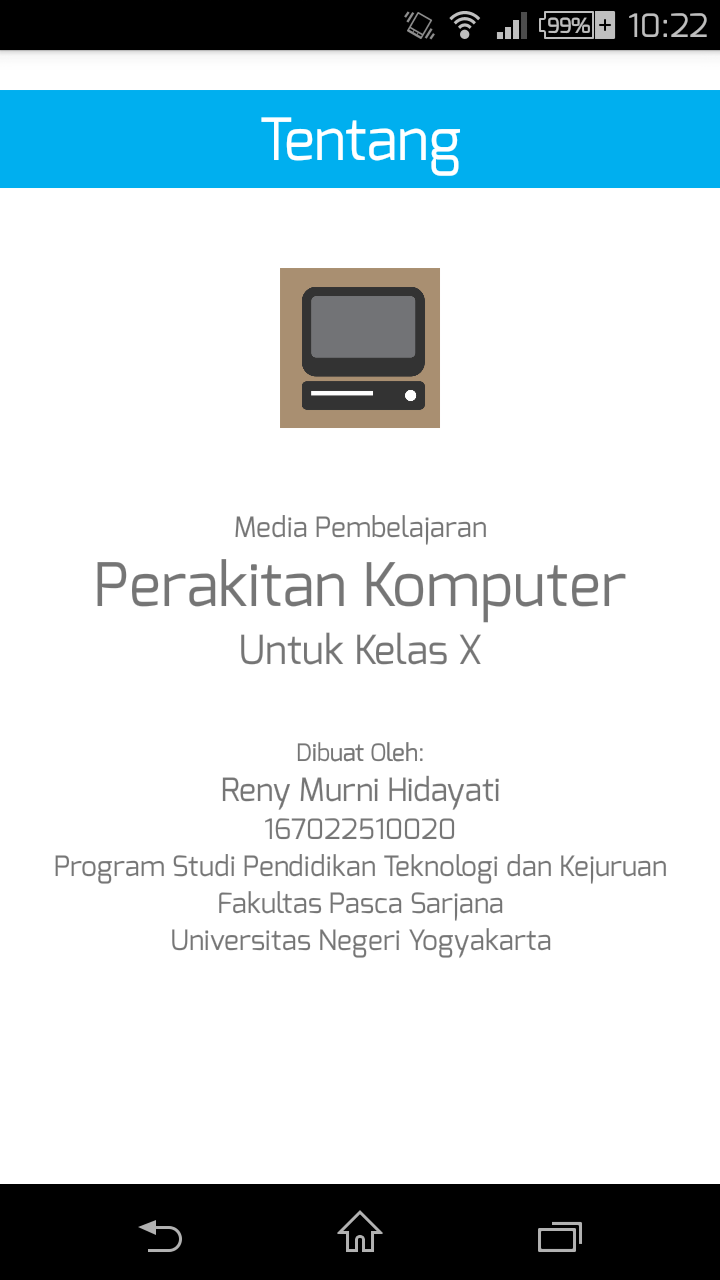 99%
10:22
Tentang
Media Pembelajaran
Perakitan Komputer
Untuk Kelas X
Dibuat Oleh:
Reny Murni Hidayati
167022510020
Program Studi Pendidikan Teknologi dan Kejuruan
Fakultas Pasca Sarjana
Universitas Negeri Yogyakarta